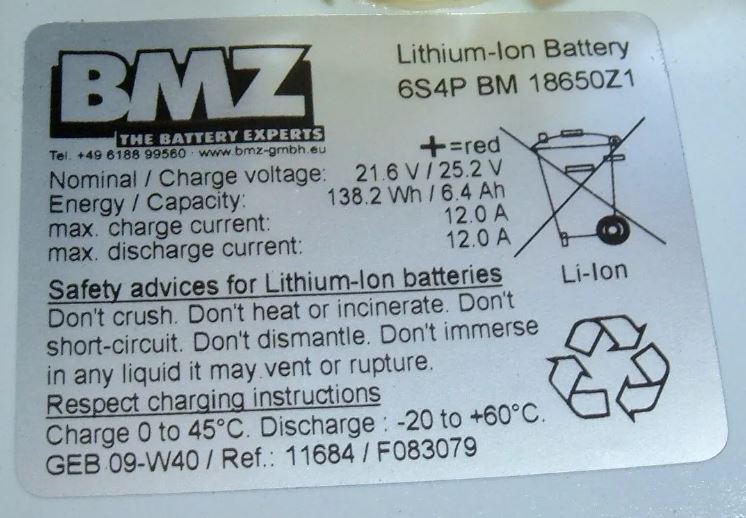 BMZ
THE BATTERY EXPERTS
Tel. +49 6188 99560 · www.bmz-gmbh.eu
Lithium-Ion Battery
6S4P BM 18650Z1
+=red
Nominal / Charge voltage: 21.6 V / 25.2 V
Energy / Capacity: 138.2 Wh / 6.4 Ah
max. charge current: 12.0 A
max. discharge current: 12.0 A
Li-Ion
Safety advices for Lithium-Ion batteries
Don't crush. Don't heat or incinerate. Don't
short-circuit. Don't dismantle. Don't immerse
in any liquid it may vent or rupture.
Respect charging instructions
Charge 0 to 45°C. Discharge : -20 to +60°C.
GEB 09-W40 / Ref.: 11684 / F083079